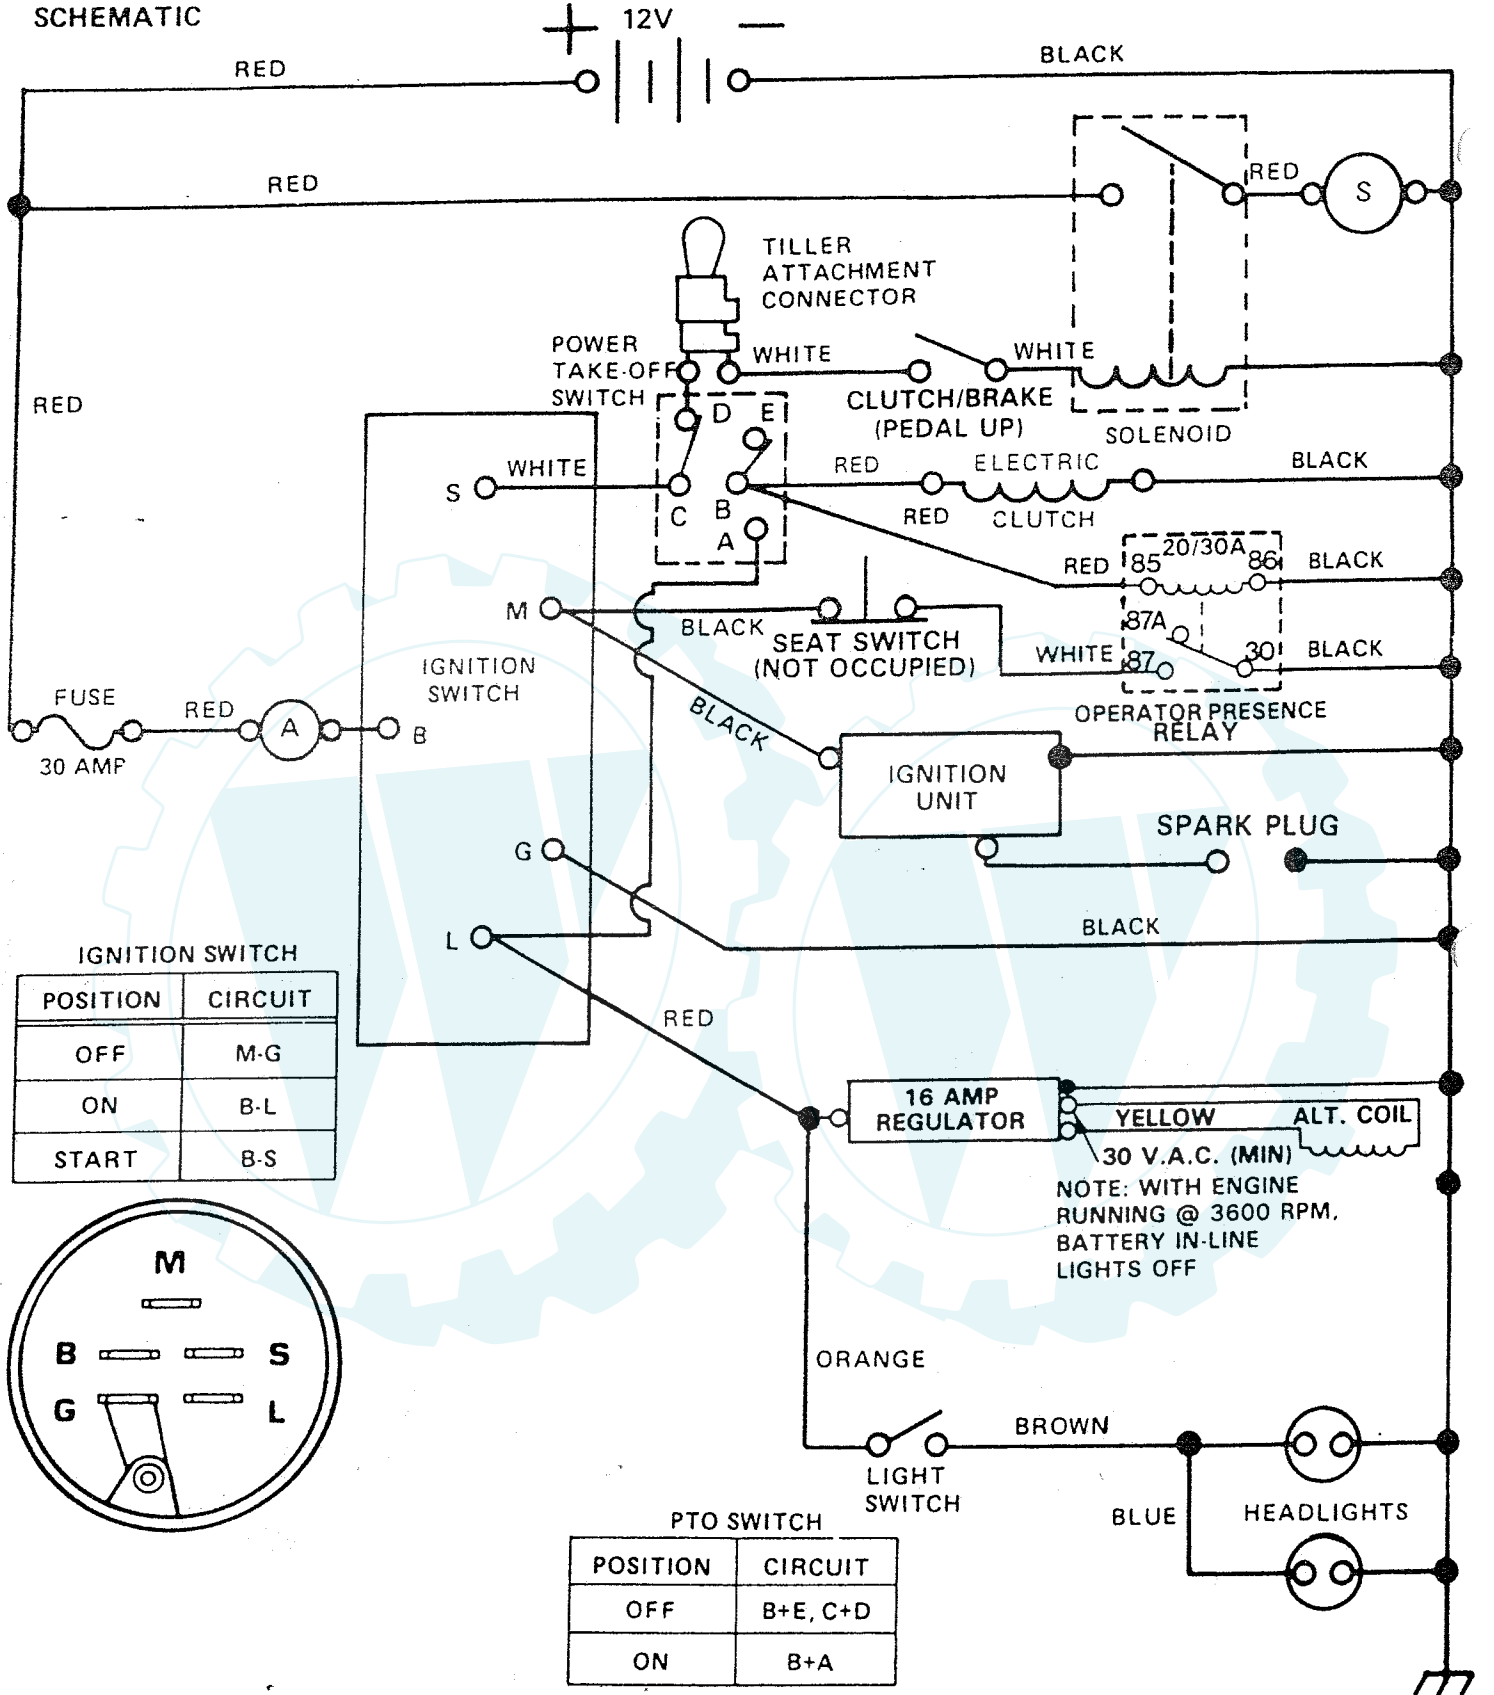 SCHEMATIC
+ 12V —
RED
BLACK
RED
RED
S
TILLER
ATTACHMENT
CONNECTOR
POWER
TAKE-OFF
SWITCH
WHITE
WHITE
CLUTCH/BRAKE
(PEDAL UP)
SOLENOID
RED
D
E
S
WHITE
C
B
A
RED
ELECTRIC
BLACK
RED
CLUTCH
RED
85
20/30A
86
BLACK
M
BLACK
SEAT SWITCH
(NOT OCCUPIED)
87A
WHITE
87
30
BLACK
OPERATOR PRESENCE
RELAY
IGNITION
SWITCH
FUSE
30 AMP
RED
A
B
BLACK
IGNITION
UNIT
SPARK PLUG
G
BLACK
L
RED
IGNITION SWITCH
POSITION CIRCUIT
OFF M-G
ON B-L
START B-S
16 AMP
REGULATOR
YELLOW
ALT. COIL
30 V.A.C. (MIN)
NOTE: WITH ENGINE
RUNNING @ 3600 RPM,
BATTERY IN-LINE
LIGHTS OFF
M
B S
G L
ORANGE
LIGHT
SWITCH
BROWN
BLUE
HEADLIGHTS
PTO SWITCH
POSITION CIRCUIT
OFF B+E, C+D
ON B+A